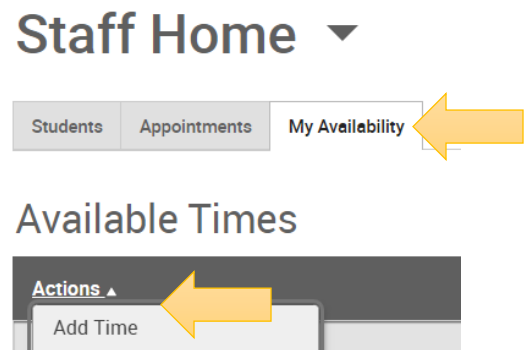 Staff Home
Students Appointments My Availability
Available Times
Actions
Add Time